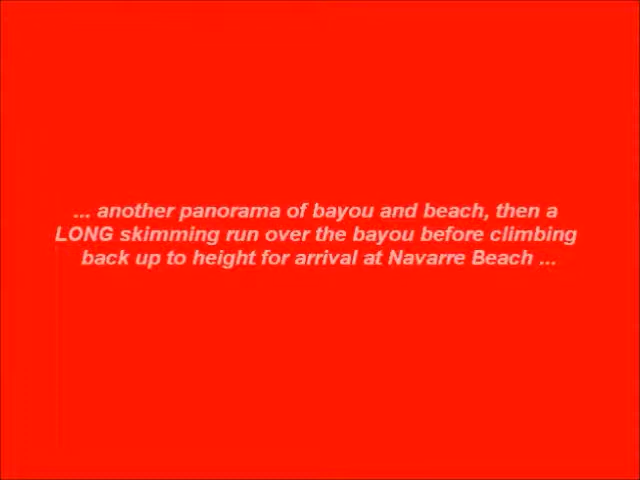 ... another panorama of bayou and beach, then a
LONG skimming run over the bayou before climbing
back up to height for arrival at Navarre Beach ...